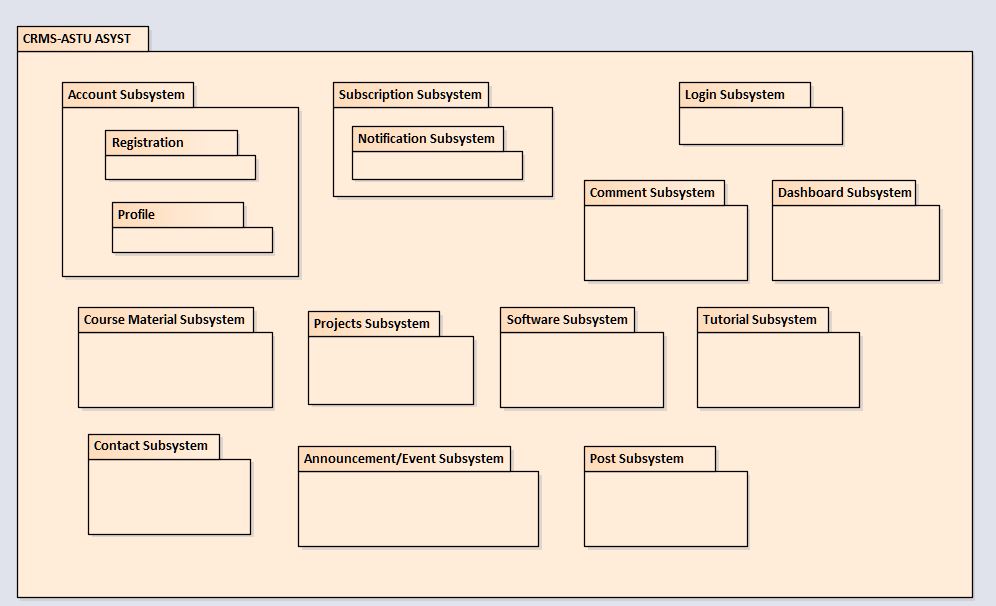 CRMS-ASTU ASYST
Account Subsystem
Subscription Subsystem
Login Subsystem
Registration
Notification Subsystem
Profile
Comment Subsystem
Dashboard Subsystem
Course Material Subsystem
Projects Subsystem
Software Subsystem
Tutorial Subsystem
Contact Subsystem
Announcement/Event Subsystem
Post Subsystem